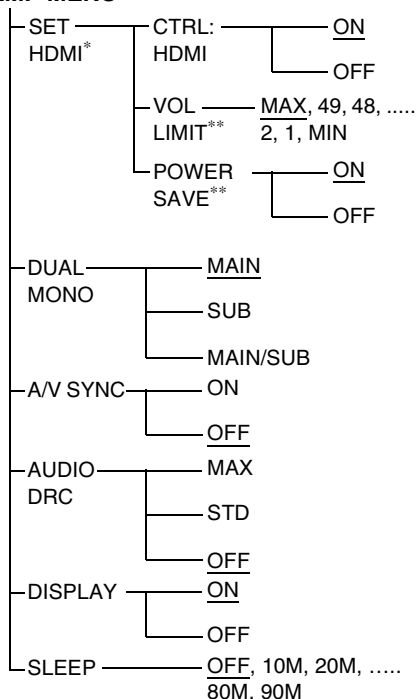 SET HDMI*
CTRL: HDMI
ON
OFF
VOL LIMIT**
MAX, 49, 48, .....
2, 1, MIN
POWER SAVE**
ON
OFF
DUAL MONO
MAIN
SUB
MAIN/SUB
A/V SYNC
ON
OFF
AUDIO DRC
MAX
STD
OFF
DISPLAY
ON
OFF
SLEEP
OFF, 10M, 20M, .....
80M, 90M